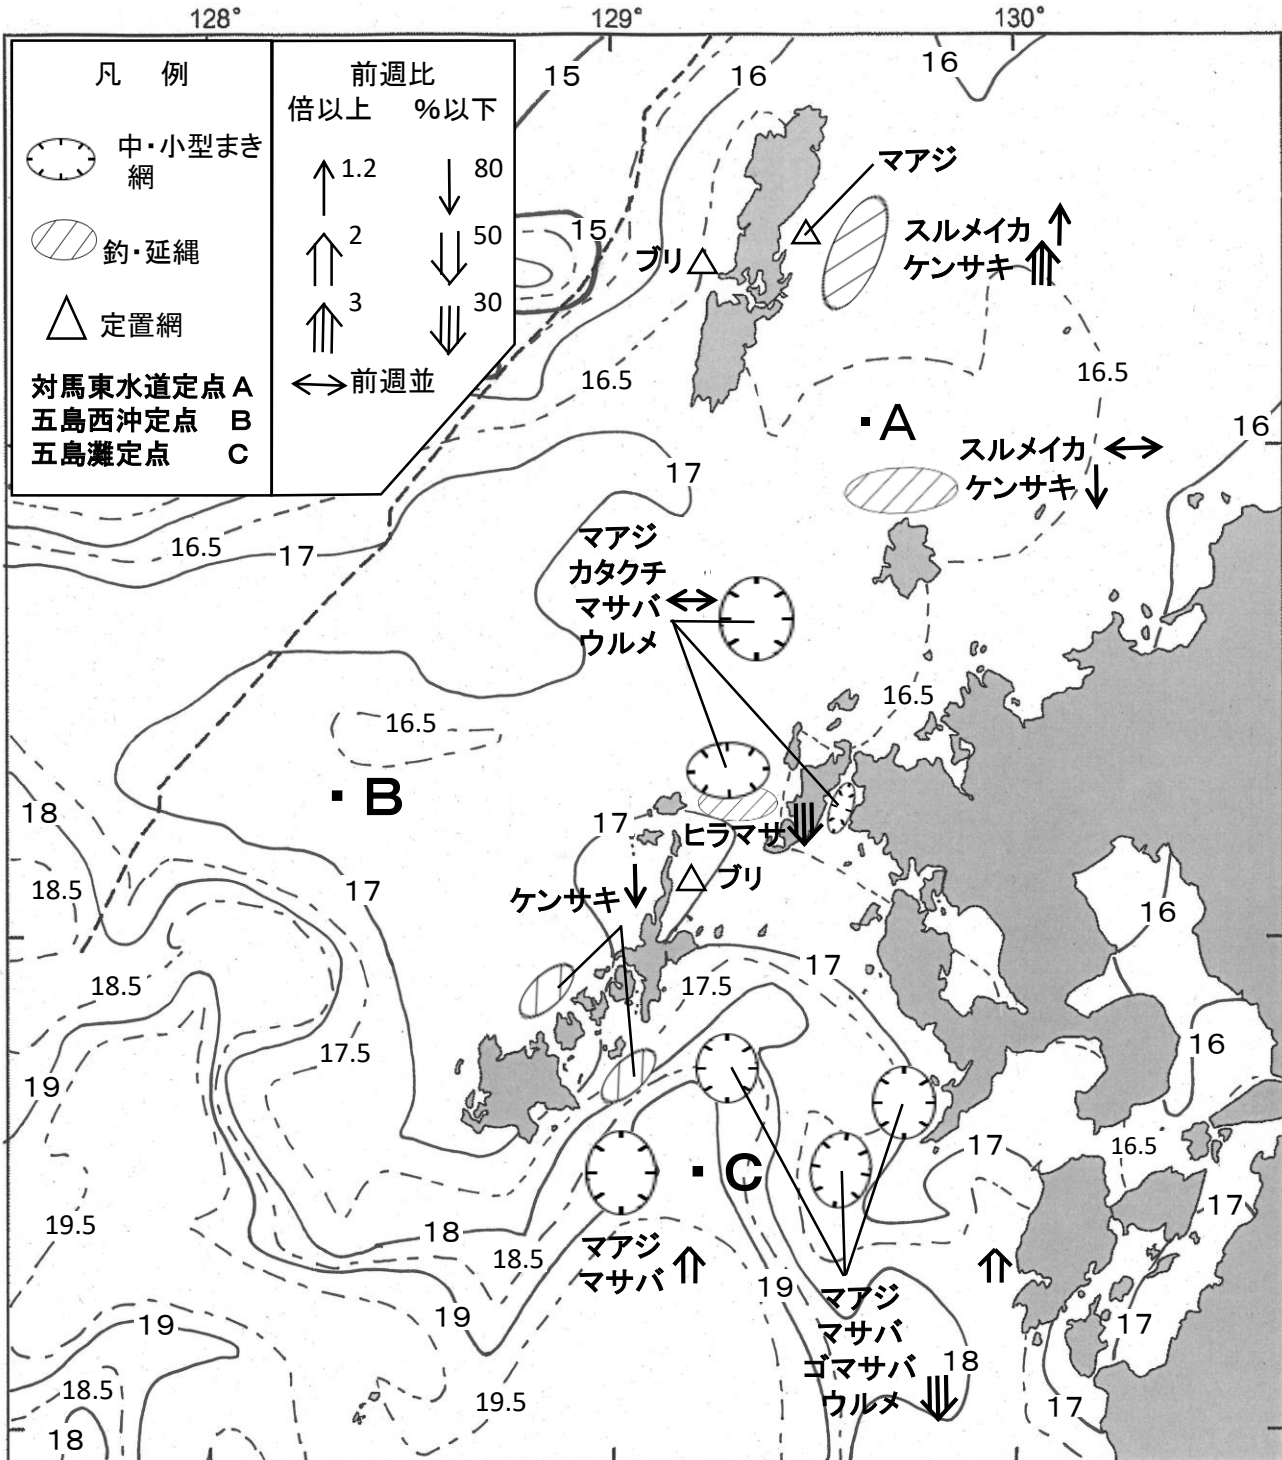 128°
129°
130°
凡 例
中・小型まき
網
釣・延縄
定置網
対馬東水道定点A
五島西沖定点 B
五島灘定点 C
前週比
倍以上 %以下
1.2 80
2 50
3 30
前週並
15
16
16
15
マアジ
スルメイカ
ケンサキ
ブリ
16.5
16.5
A
16
スルメイカ
ケンサキ
17
16.5
17
マアジ
カタクチ
マサバ
ウルメ
16.5
16.5
B
18
17
ヒラマサ
18.5
17
ケンサキ
ブリ
16
17
18.5
17.5
17.5
16
19
17
16.5
C
19.5
18
17
マアジ
マサバ
18.5
19
19
19
マアジ
マサバ
ゴマサバ
ウルメ
17
18
18.5
19.5
17
18